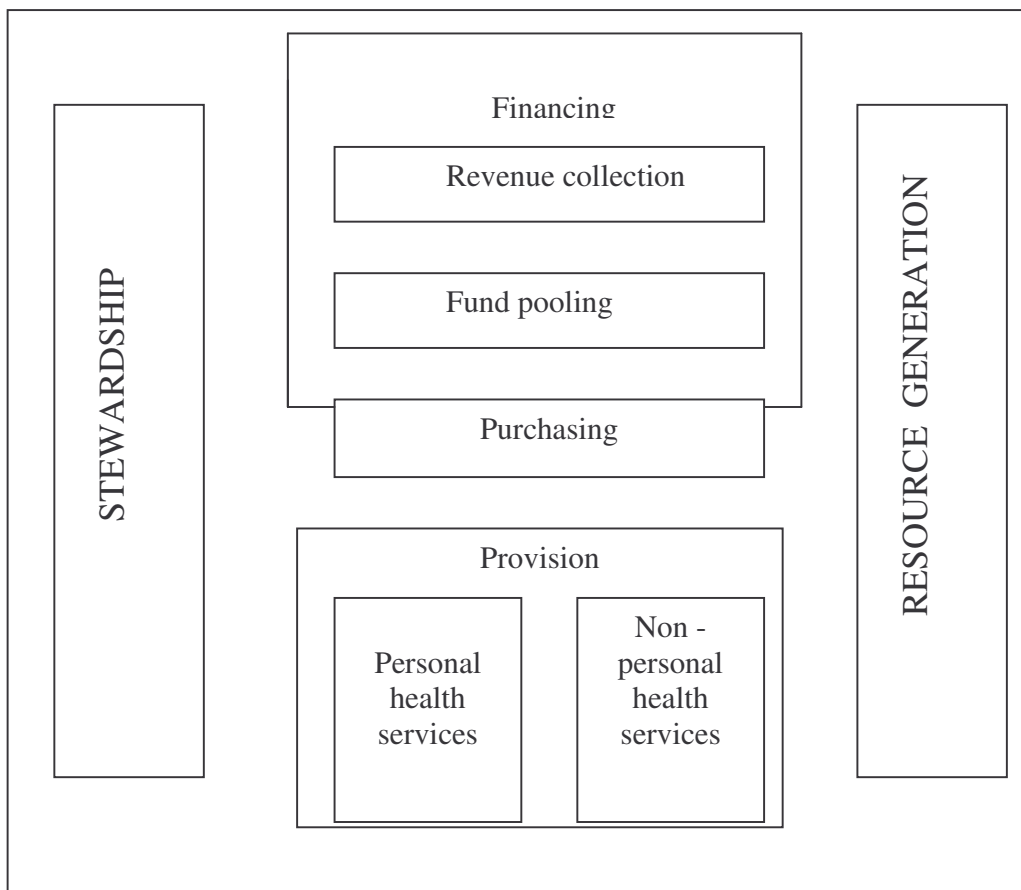 STEWARDSHIP
Financing
Revenue collection
Fund pooling
Purchasing
Provision
Personal
health
services
Non -
personal
health
services
RESOURCE GENERATION